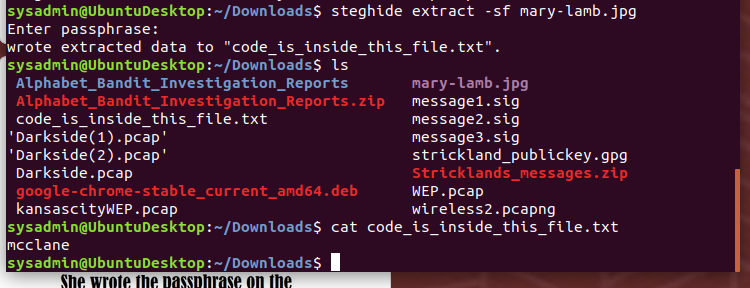 sysadmin@UbuntuDesktop:~/Downloads$ steghide extract -sf mary-lamb.jpg
Enter passphrase:
wrote extracted data to "code_is_inside_this_file.txt".
sysadmin@UbuntuDesktop:~/Downloads$ ls
Alphabet_Bandit_Investigation_Reports mary-lamb.jpg
Alphabet_Bandit_Investigation_Reports.zip message1.sig
code_is_inside_this_file.txt message2.sig
'Darkside(1).pcap' message3.sig
'Darkside(2).pcap' strickland_publickey.gpg
Darkside.pcap Stricklands_messages.zip
google-chrome-stable_current_amd64.deb WEP.pcap
kansascityWEP.pcap wireless2.pcapng
sysadmin@UbuntuDesktop:~/Downloads$ cat code_is_inside_this_file.txt
mcclane
sysadmin@UbuntuDesktop:~/Downloads$
She wrote the passphrase on the